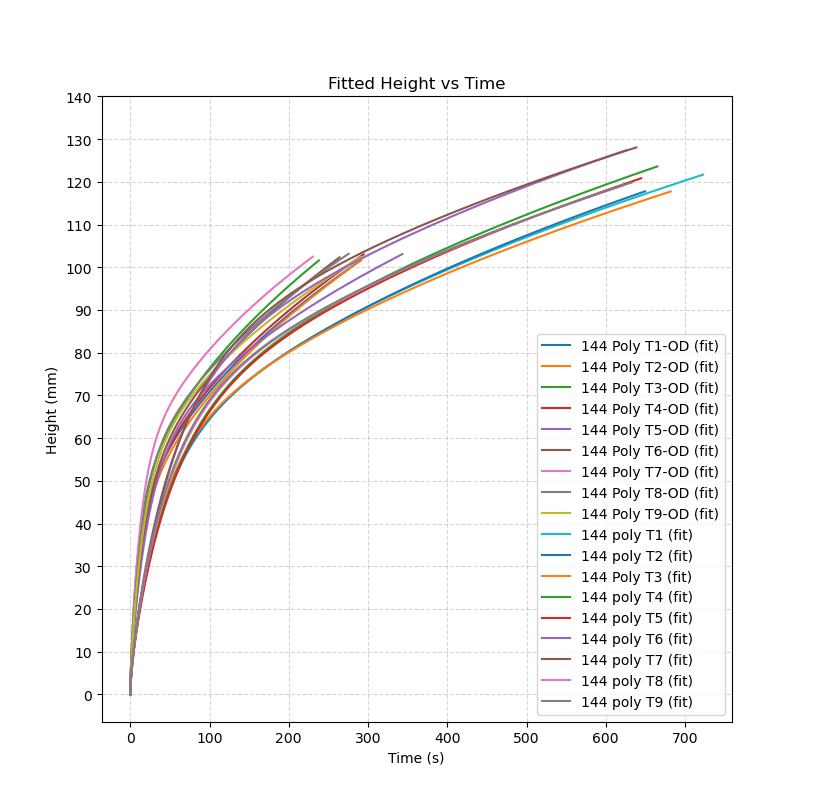 Fitted Height vs Time
140
130
120
110
100
90
80
70
60
50
40
30
20
10
0
Height (mm)
144 Poly T1-OD (fit)
144 Poly T2-OD (fit)
144 Poly T3-OD (fit)
144 Poly T4-OD (fit)
144 Poly T5-OD (fit)
144 Poly T6-OD (fit)
144 Poly T7-OD (fit)
144 Poly T8-OD (fit)
144 Poly T9-OD (fit)
144 poly T1 (fit)
144 poly T2 (fit)
144 Poly T3 (fit)
144 poly T4 (fit)
144 poly T5 (fit)
144 poly T6 (fit)
144 poly T7 (fit)
144 poly T8 (fit)
144 poly T9 (fit)
0 100 200 300 400 500 600 700
Time (s)